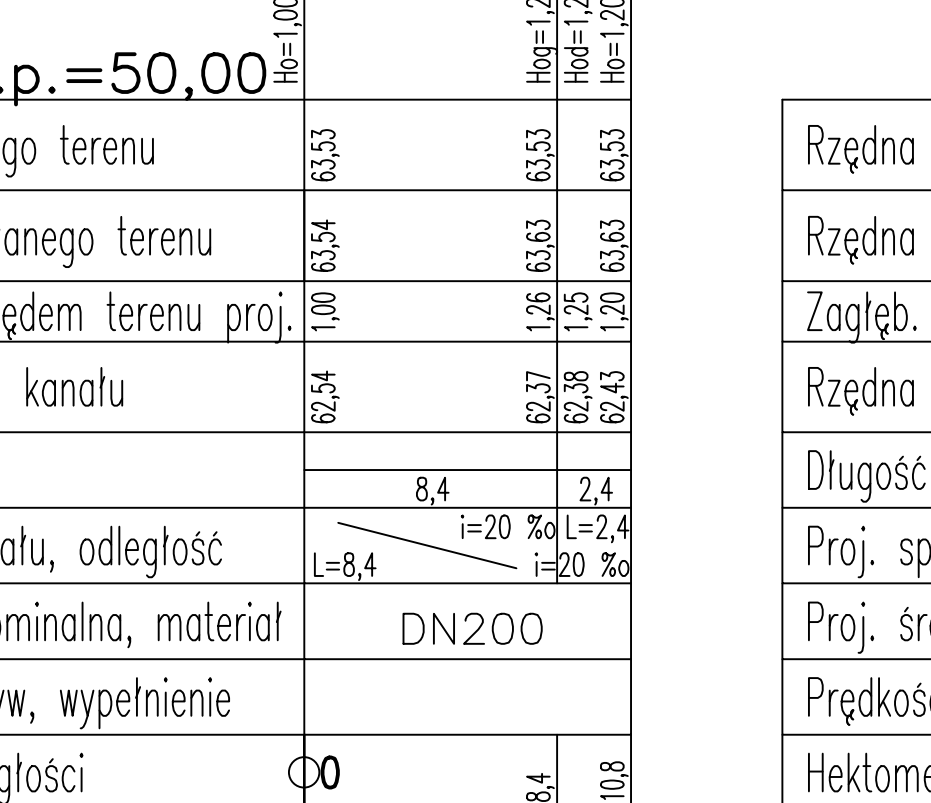 Ho=1,00 Hog=1,2 Hod=1,2 Ho=1,20
.p.=50,00
go terenu 63,53 63,53 63,53 Rzędna
anego terenu 63,54 63,63 63,63 Rzędna
ędem terenu proj. 1,00 1,26 1,25 1,20 Zagłęb.
kanału 62,54 62,37 62,38 62,43 Rzędna
8,4 2,4 Długość
i=20 ‰ L=2,4
ału, odległość L=8,4 i=20 ‰ Proj. sp
ominalna, materiał DN200 Proj. śr
yw, wypełnienie Prędkoś
głości 0 8,4 10,8 Hektome